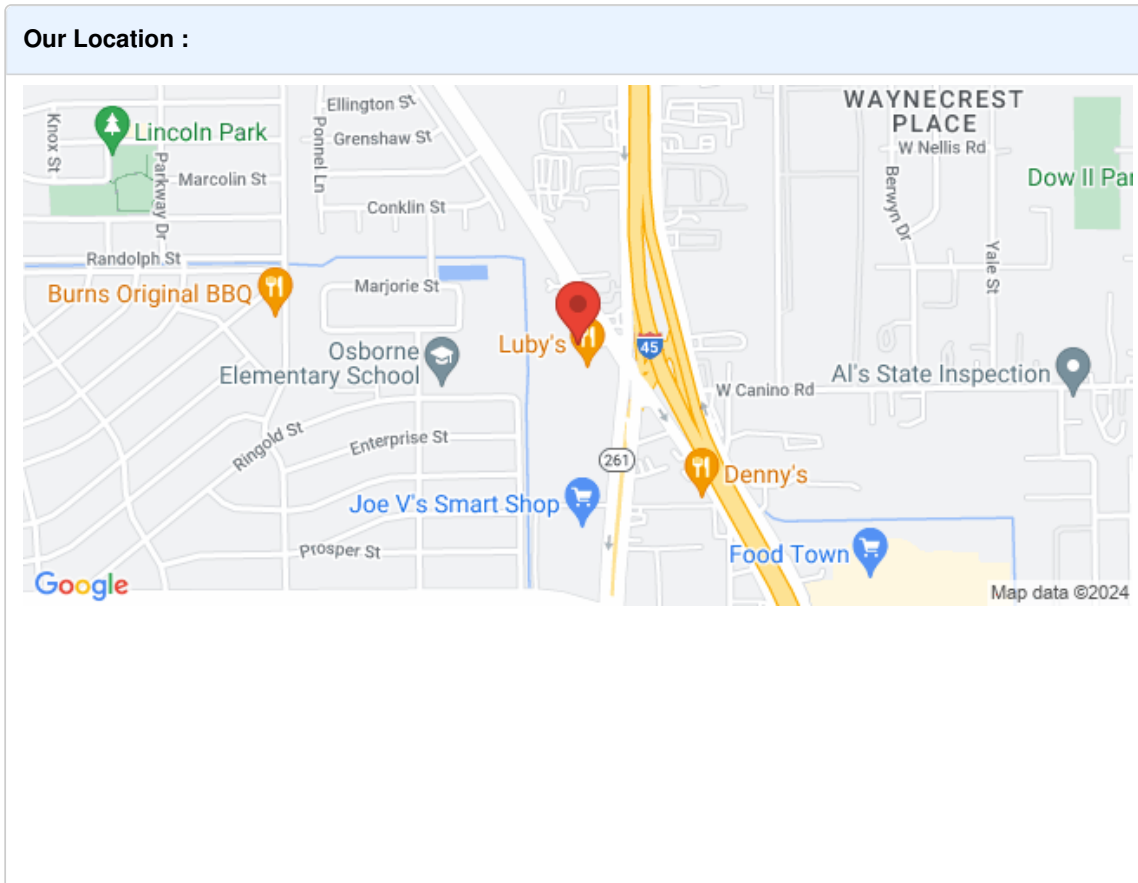 Our Location :
Ellington St
WAYNECREST
PLACE
Knox St
Lincoln Park
Ponnel Ln
Grenshaw St
W Nellis Rd
Parkway Dr
Marcolin St
Berwyn Dr
Dow II Par
Conklin St
Yale St
Randolph St
Marjorie St
Burns Original BBQ
Luby's
45
Osborne
Elementary School
Al's State Inspection
W Canino Rd
Ringold St
Enterprise St
261
Denny's
Joe V's Smart Shop
Prosper St
Food Town
Google
Map data ©2024